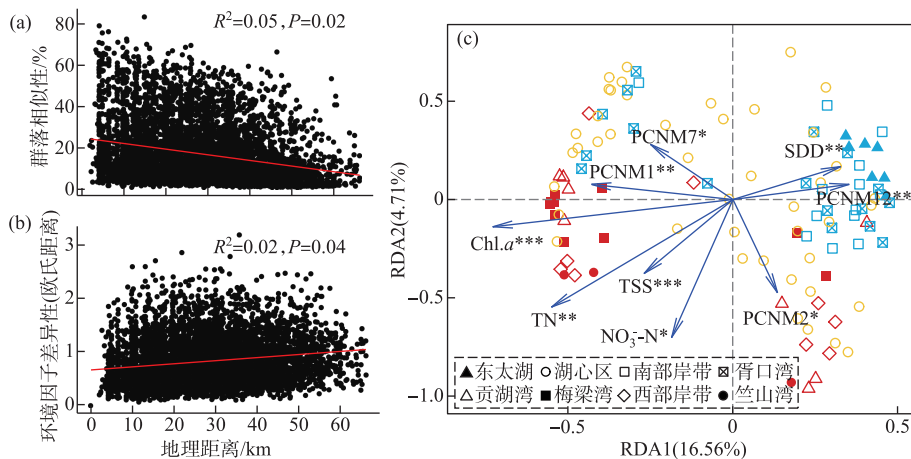 (a)
R²=0.05, P=0.02
群落相似性/%
80
60
40
20
0
(b)
R²=0.02, P=0.04
环境因子差异性(欧氏距离)
3
2
1
0
0 10 20 30 40 50 60
地理距离/km
(c)
RDA2(4.71%)
0.5
0
-0.5
-1.0
PCNM7*
SDD**
PCNM1**
PCNM12**
Chl.a***
TSS***
TN**
PCNM2*
NO₃⁻-N*
▲东太湖 ○湖心区 □南部岸带 ⊠胥口湾
△贡湖湾 ■梅梁湾 ◇西部岸带 ●竺山湾
-0.5 0 0.5
RDA1(16.56%)